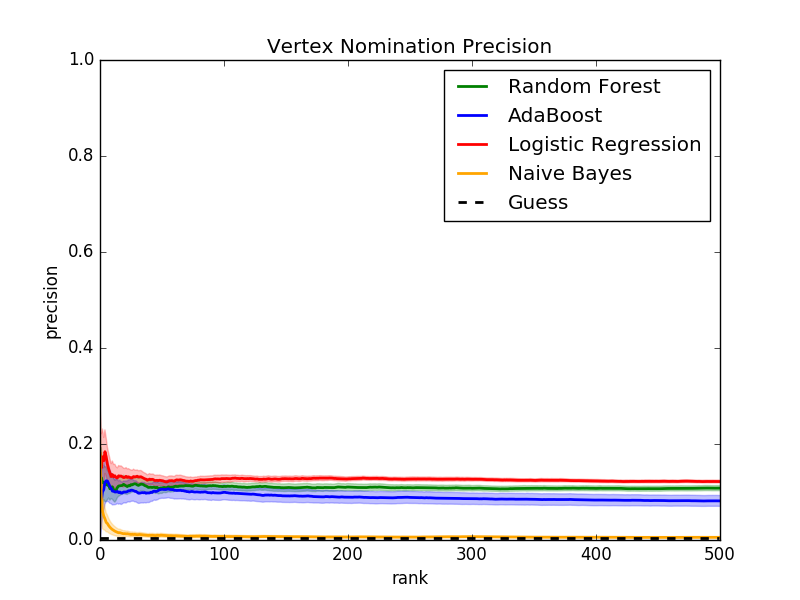 Vertex Nomination Precision
1.0
0.8
0.6
0.4
0.2
0.0
precision
Random Forest
AdaBoost
Logistic Regression
Naive Bayes
Guess
0 100 200 300 400 500
rank